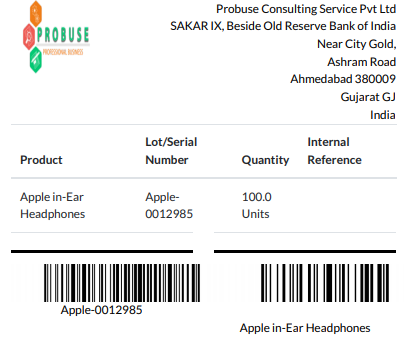 PROBUSE
PROFESSIONAL BUSINESS
Probuse Consulting Service Pvt Ltd
SAKAR IX, Beside Old Reserve Bank of India
Near City Gold,
Ashram Road
Ahmedabad 380009
Gujarat GJ
India
Product Lot/Serial Number Quantity Internal Reference
Apple in-Ear Headphones Apple-0012985 100.0 Units
Apple-0012985
Apple in-Ear Headphones